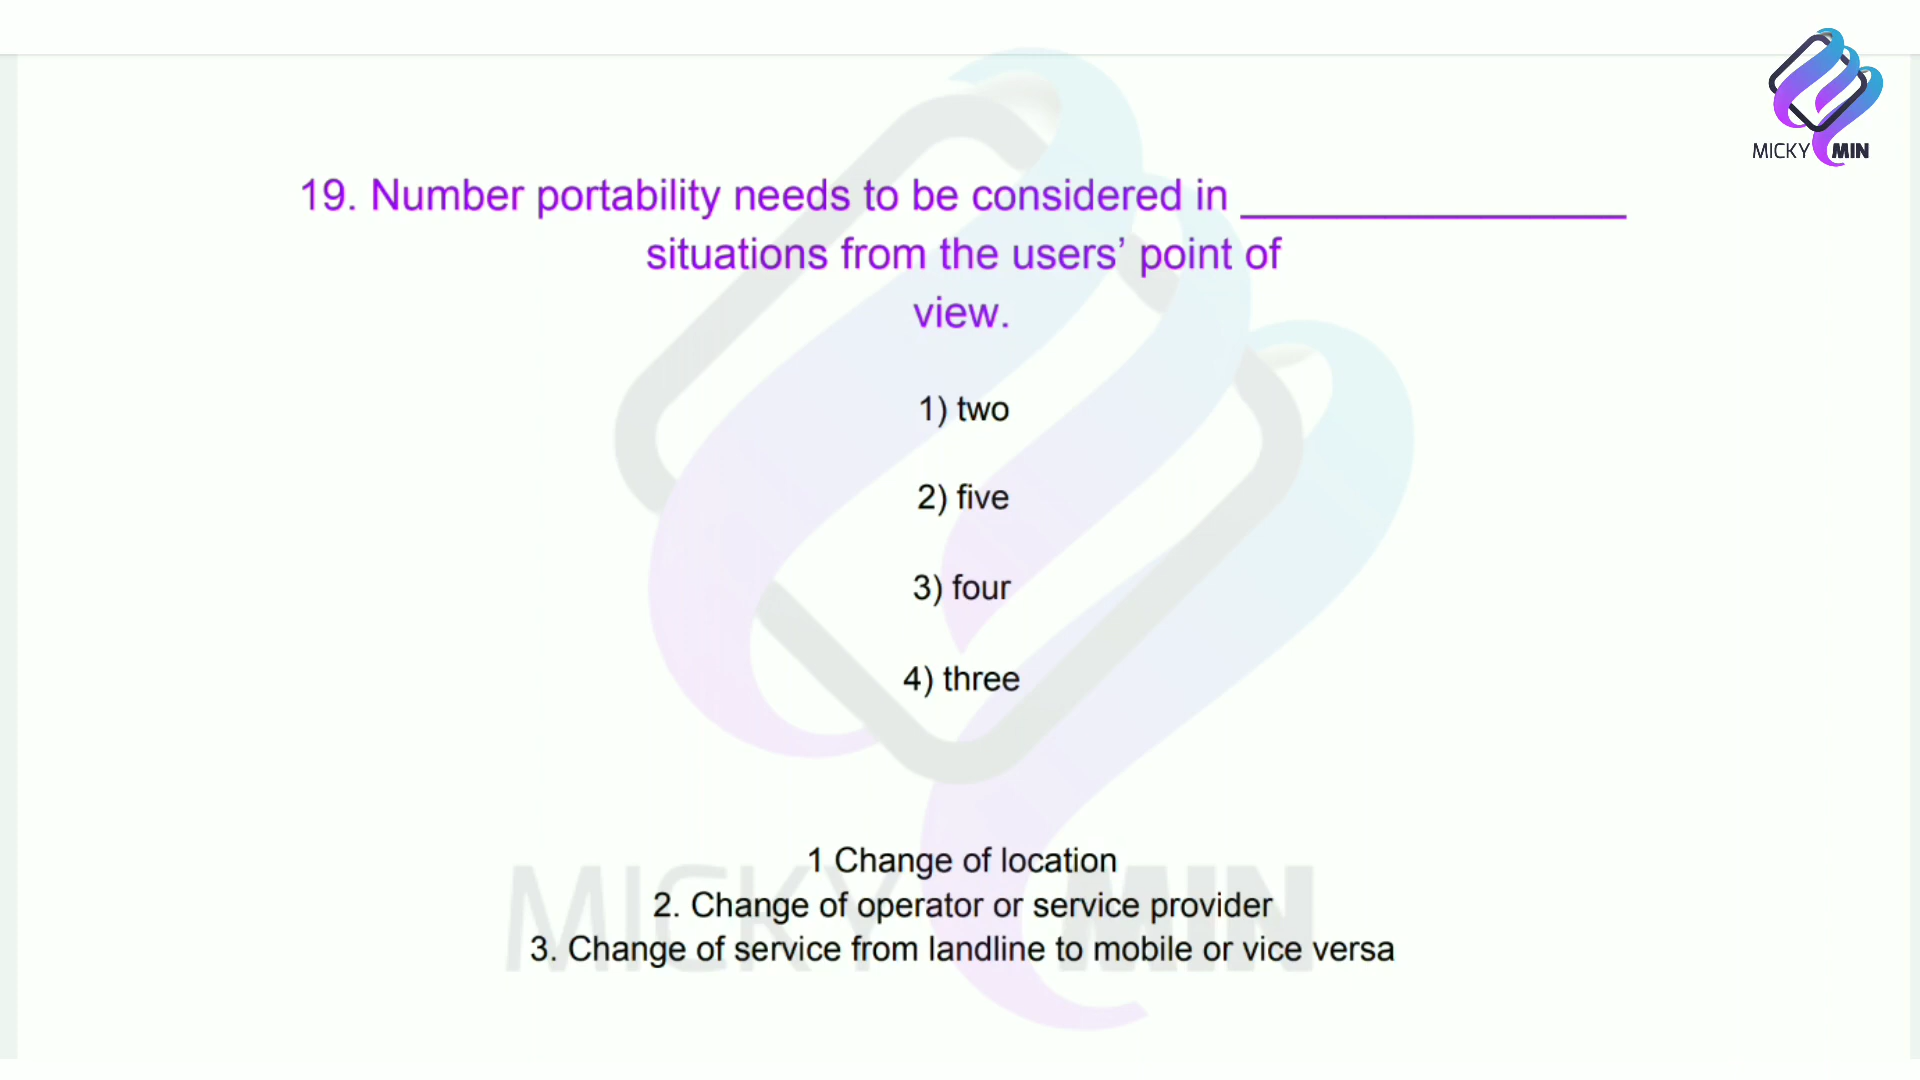 MICKY MIN
19. Number portability needs to be considered in ____________________
situations from the users’ point of
view.
1) two
2) five
3) four
4) three
1 Change of location
2. Change of operator or service provider
3. Change of service from landline to mobile or vice versa
MICKY MIN